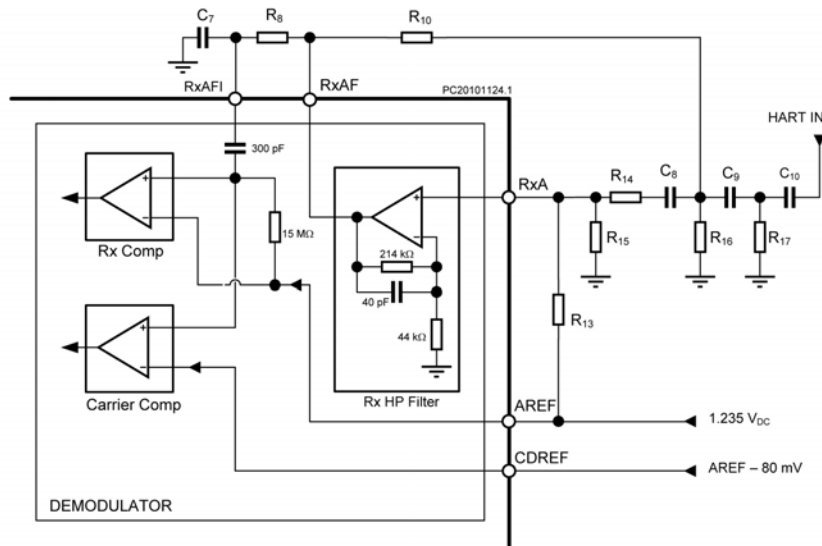 C7
R8
R10
RxAFI
RxAF
PC20101124.1
HART IN
300 pF
RxA
R14
C8
C9
C10
+
−
15 MΩ
Rx Comp
+
−
214 kΩ
40 pF
44 kΩ
Rx HP Filter
R15
R16
R17
R13
+
−
Carrier Comp
AREF
1.235 VDC
CDREF
AREF – 80 mV
DEMODULATOR